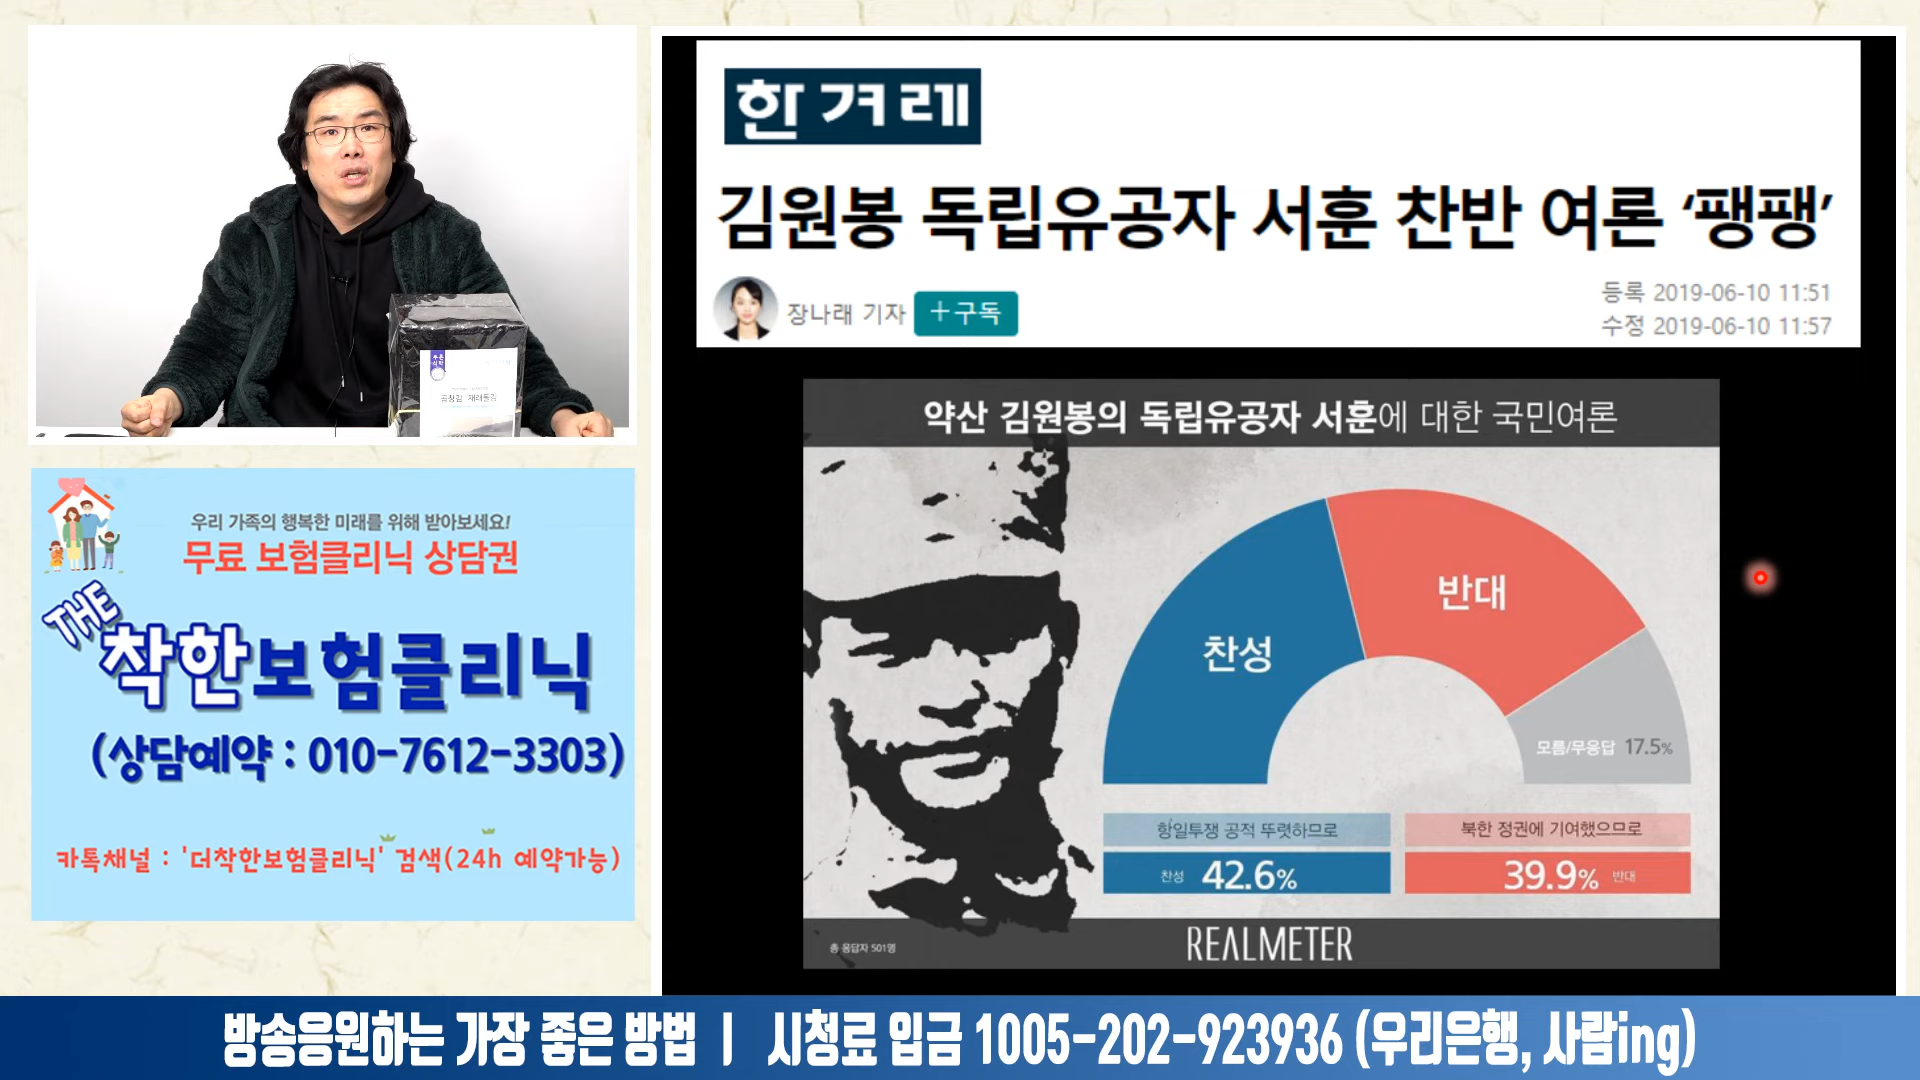 한겨레
김원봉 독립유공자 서훈 찬반 여론 ‘팽팽’
장나래 기자 +구독
등록 2019-06-10 11:51
수정 2019-06-10 11:57
약산 김원봉의 독립유공자 서훈에 대한 국민여론
찬성
반대
모름/무응답 17.5%
항일투쟁 공적 뚜렷하므로
찬성 42.6%
북한 정권에 기여했으므로
39.9% 반대
총 응답자 501명
REALMETER
곱창김 재래돌김
우리 가족의 행복한 미래를 위해 받아보세요!
무료 보험클리닉 상담권
THE
착한보험클리닉
(상담예약 : 010-7612-3303)
카톡채널 : '더착한보험클리닉' 검색(24h 예약가능)
방송응원하는 가장 좋은 방법 ㅣ 시청료 입금 1005-202-923936 (우리은행, 사람ing)